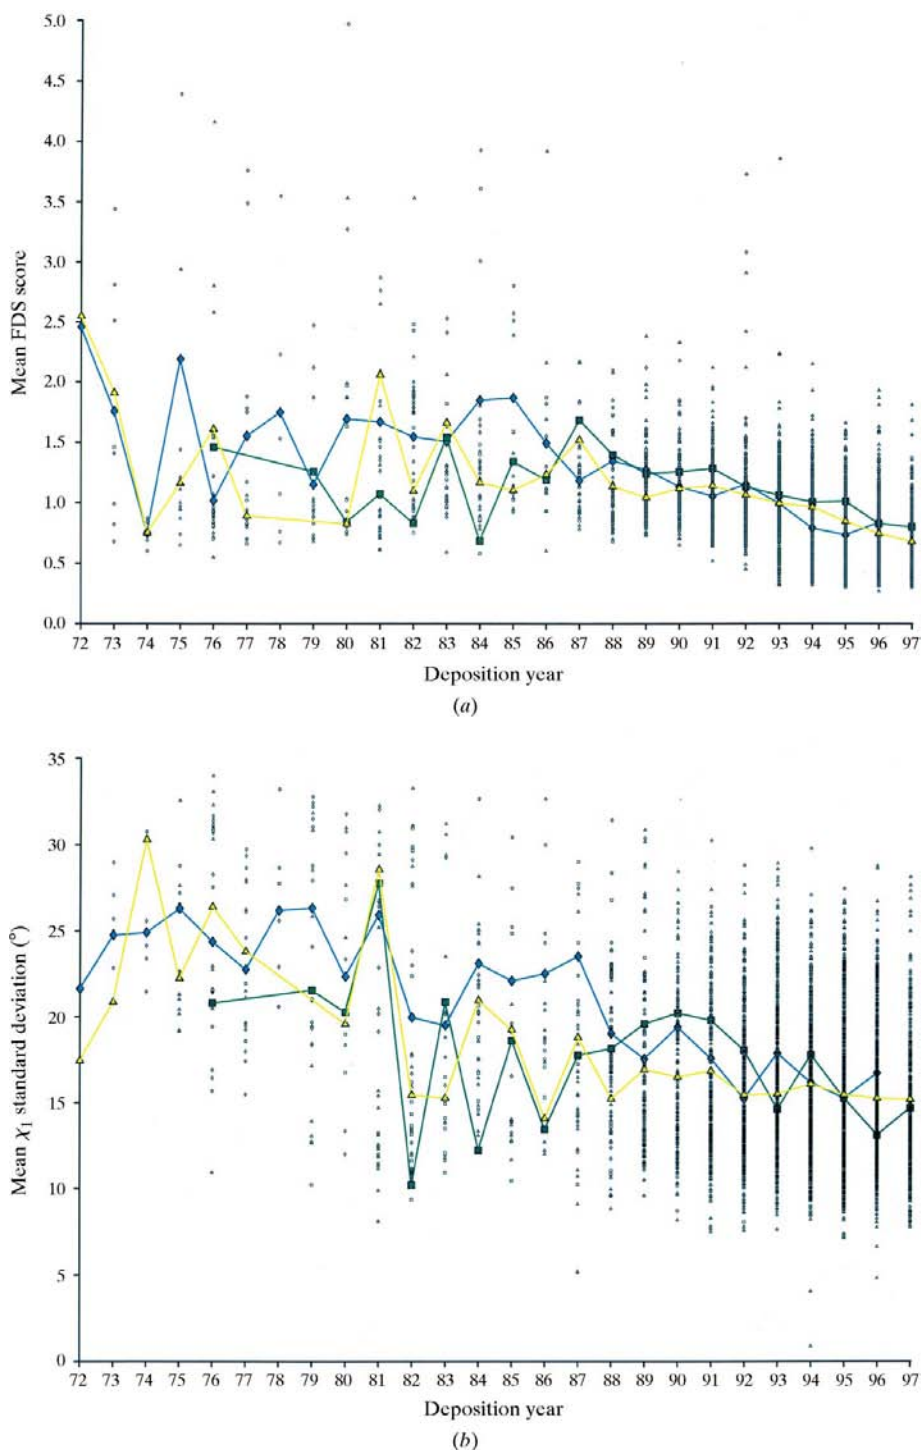 5.0
4.5
4.0
3.5
3.0
2.5
2.0
1.5
1.0
0.5
0.0
Mean FDS score
72 73 74 75 76 77 78 79 80 81 82 83 84 85 86 87 88 89 90 91 92 93 94 95 96 97
Deposition year
(a)
35
30
25
20
15
10
5
0
Mean χ1 standard deviation (°)
72 73 74 75 76 77 78 79 80 81 82 83 84 85 86 87 88 89 90 91 92 93 94 95 96 97
Deposition year
(b)